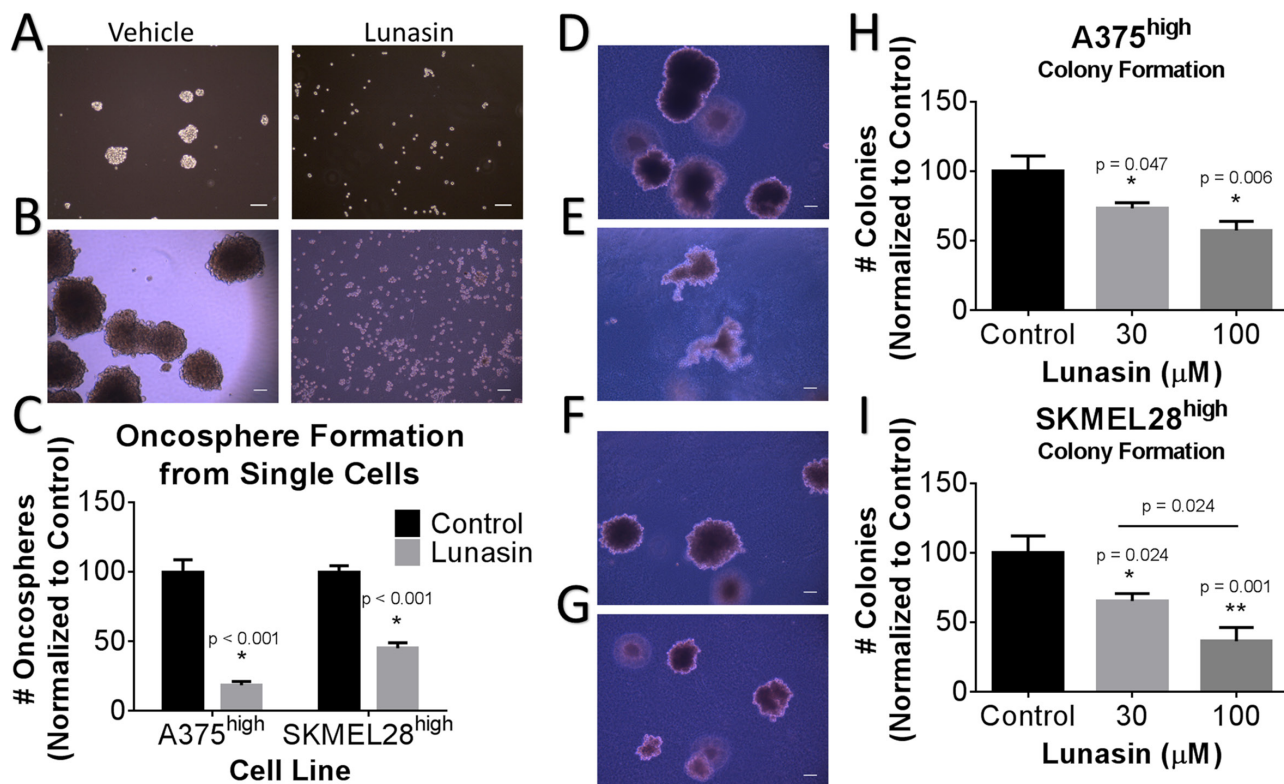 A
Vehicle
Lunasin
B
C
Oncosphere Formation
from Single Cells
# Oncospheres
(Normalized to Control)
150
100
50
0
Control
Lunasin
p < 0.001
*
p < 0.001
*
A375high
SKMEL28high
Cell Line
D
E
F
G
H
A375high
Colony Formation
# Colonies
(Normalized to Control)
150
100
50
0
p = 0.047
*
p = 0.006
*
Control
30
100
Lunasin (μM)
I
SKMEL28high
Colony Formation
# Colonies
(Normalized to Control)
150
100
50
0
p = 0.024
p = 0.024
*
p = 0.001
**
Control
30
100
Lunasin (μM)